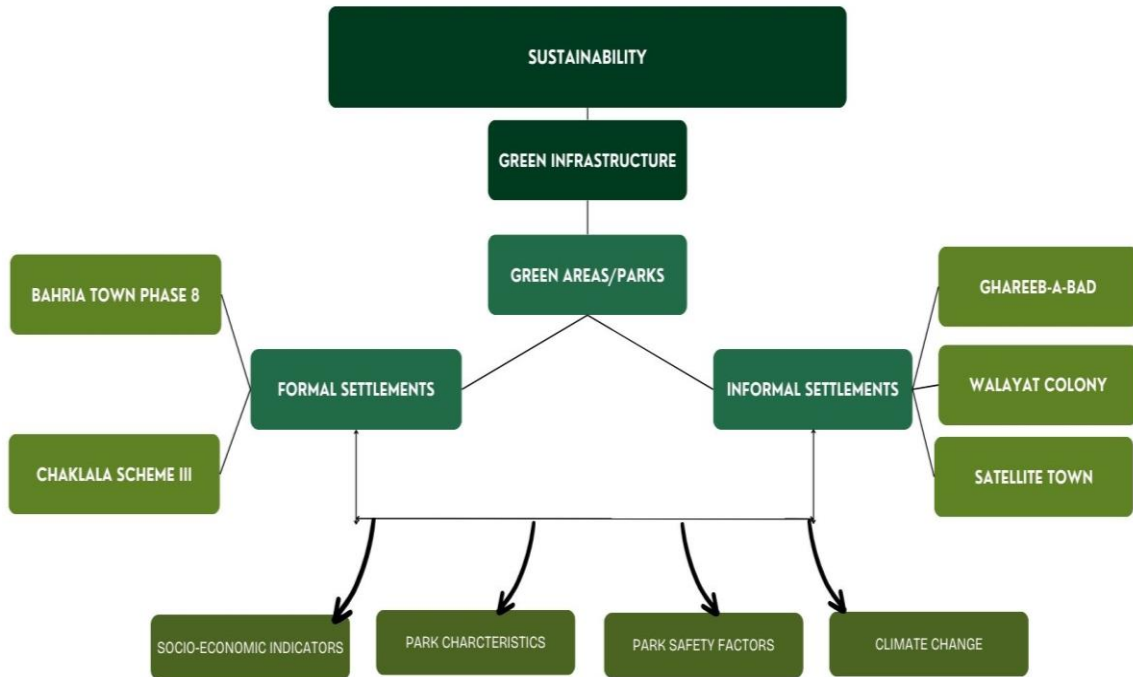 SUSTAINABILITY
GREEN INFRASTRUCTURE
GREEN AREAS/PARKS
BAHRIA TOWN PHASE 8
GHAREEB-A-BAD
FORMAL SETTLEMENTS
INFORMAL SETTLEMENTS
WALAYAT COLONY
CHAKLALA SCHEME III
SATELLITE TOWN
SOCIO-ECONOMIC INDICATORS
PARK CHARCTERISTICS
PARK SAFETY FACTORS
CLIMATE CHANGE